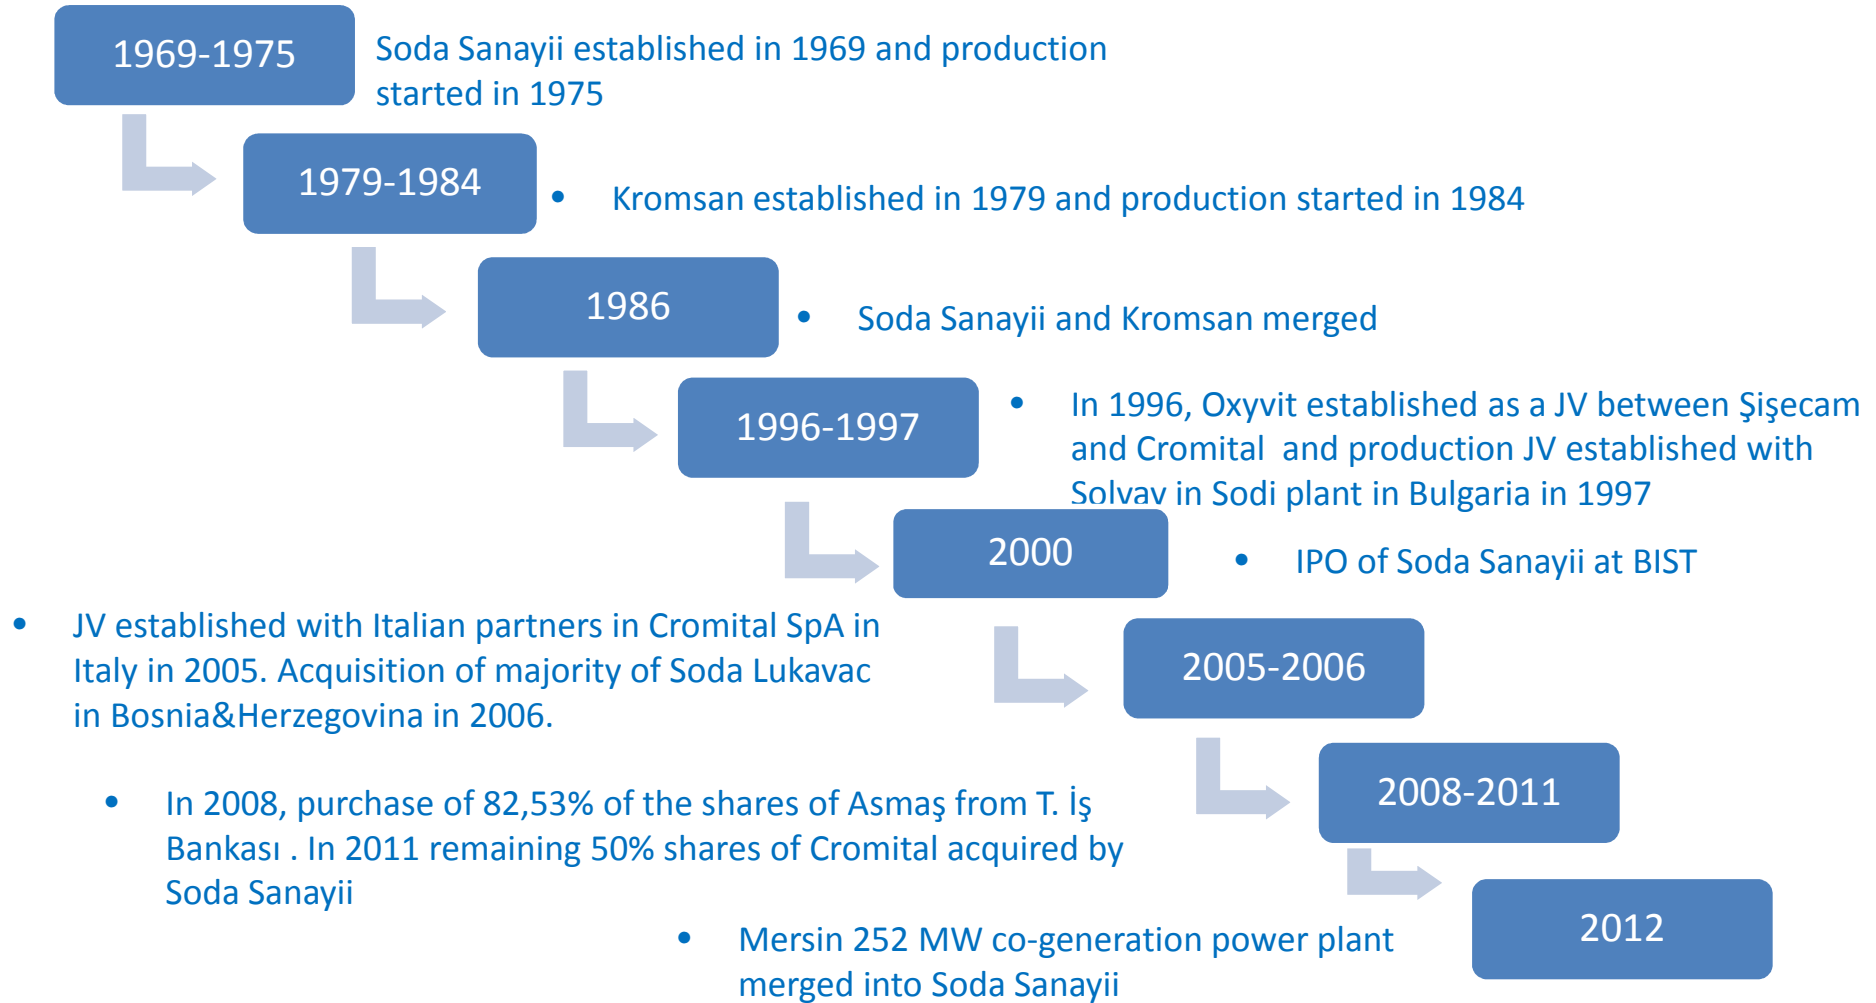 1969-1975
Soda Sanayii established in 1969 and production
started in 1975
1979-1984
• Kromsan established in 1979 and production started in 1984
1986
• Soda Sanayii and Kromsan merged
1996-1997
• In 1996, Oxyvit established as a JV between Şişecam
and Cromital and production JV established with
Solvay in Sodi plant in Bulgaria in 1997
2000
• IPO of Soda Sanayii at BIST
2005-2006
• JV established with Italian partners in Cromital SpA in
Italy in 2005. Acquisition of majority of Soda Lukavac
in Bosnia&Herzegovina in 2006.
2008-2011
• In 2008, purchase of 82,53% of the shares of Asmaş from T. İş
Bankası . In 2011 remaining 50% shares of Cromital acquired by
Soda Sanayii
2012
• Mersin 252 MW co-generation power plant
merged into Soda Sanayii